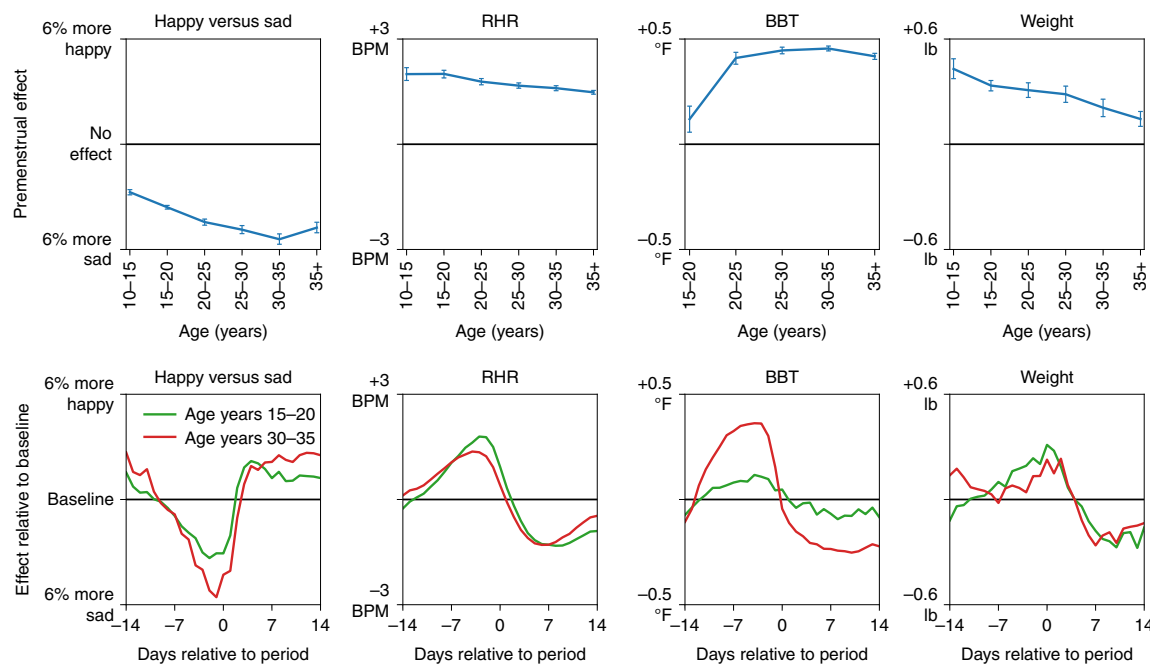 Happy versus sad
RHR
BBT
Weight
6% more
happy
No
effect
6% more
sad
+3
BPM
−3
BPM
+0.5
°F
−0.5
°F
+0.6
lb
−0.6
lb
Premenstrual effect
10–15
15–20
20–25
25–30
30–35
35+
10–15
15–20
20–25
25–30
30–35
35+
15–20
20–25
25–30
30–35
35+
10–15
15–20
20–25
25–30
30–35
35+
Age (years)
Age (years)
Age (years)
Age (years)
Happy versus sad
RHR
BBT
Weight
6% more
happy
Baseline
6% more
sad
+3
BPM
−3
BPM
+0.5
°F
−0.5
°F
+0.6
lb
−0.6
lb
Effect relative to baseline
Age years 15–20
Age years 30–35
−14 −7 0 7 14
−14 −7 0 7 14
−14 −7 0 7 14
−14 −7 0 7 14
Days relative to period
Days relative to period
Days relative to period
Days relative to period